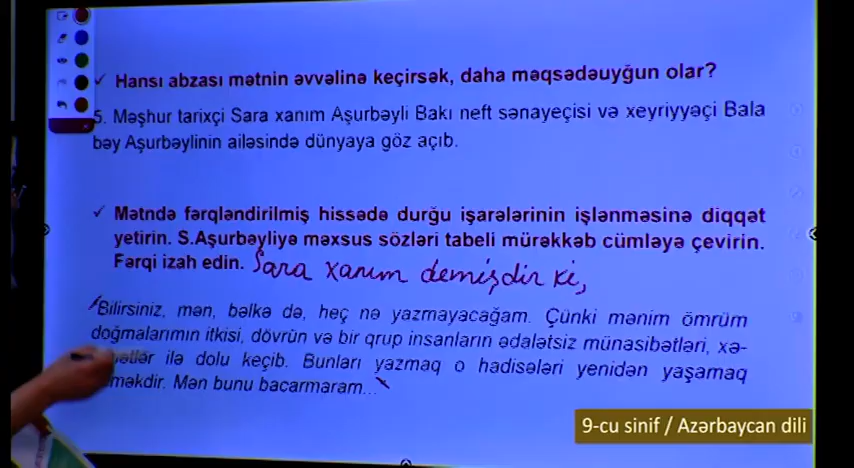 ✓ Hansı abzası mətnin əvvəlinə keçirsək, daha məqsədəuyğun olar?
5. Məşhur tarixçi Sara xanım Aşurbəyli Bakı neft sənayeçisi və xeyriyyəçi Bala
bəy Aşurbəylinin ailəsində dünyaya göz açıb.
✓ Mətndə fərqləndirilmiş hissədə durğu işarələrinin işlənməsinə diqqət
yetirin. S.Aşurbəyliyə məxsus sözləri tabeli mürəkkəb cümləyə çevirin.
Fərqi izah edin. Sara xanım demişdir ki,
Bilirsiniz, mən, bəlkə də, heç nə yazmayacağam. Çünki mənim ömrüm
doğmalarımın itkisi, dövrün və bir qrup insanların ədalətsiz münasibətləri, xə-
ilə dolu keçib. Bunları yazmaq o hadisələri yenidən yaşamaq
Mən bunu bacarmaram...
9-cu sinif / Azərbaycan dili